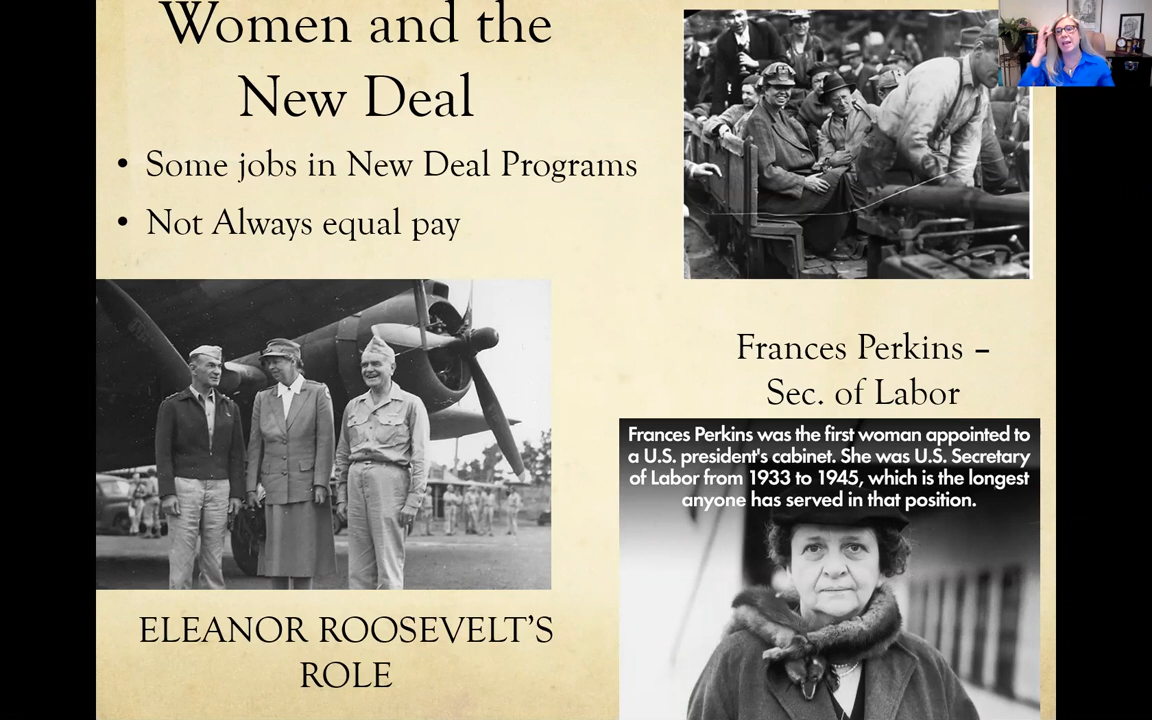 Women and the
New Deal
• Some jobs in New Deal Programs
• Not Always equal pay
Frances Perkins –
Sec. of Labor
Frances Perkins was the first woman appointed to
a U.S. president's cabinet. She was U.S. Secretary
of Labor from 1933 to 1945, which is the longest
anyone has served in that position.
ELEANOR ROOSEVELT'S
ROLE